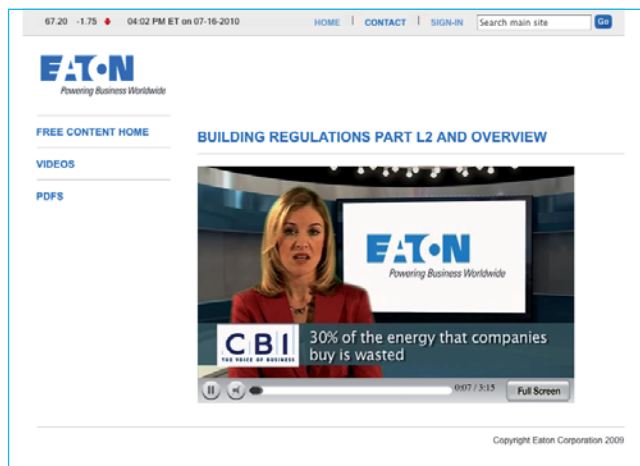 67.20 -1.75 04:02 PM ET on 07-16-2010 HOME | CONTACT | SIGN-IN Search main site Go
EATON
Powering Business Worldwide
FREE CONTENT HOME
VIDEOS
PDFS
BUILDING REGULATIONS PART L2 AND OVERVIEW
EATON
Powering Business Worldwide
CBI
THE VOICE OF BUSINESS
30% of the energy that companies
buy is wasted
0:07 / 3:15 Full Screen
Copyright Eaton Corporation 2009